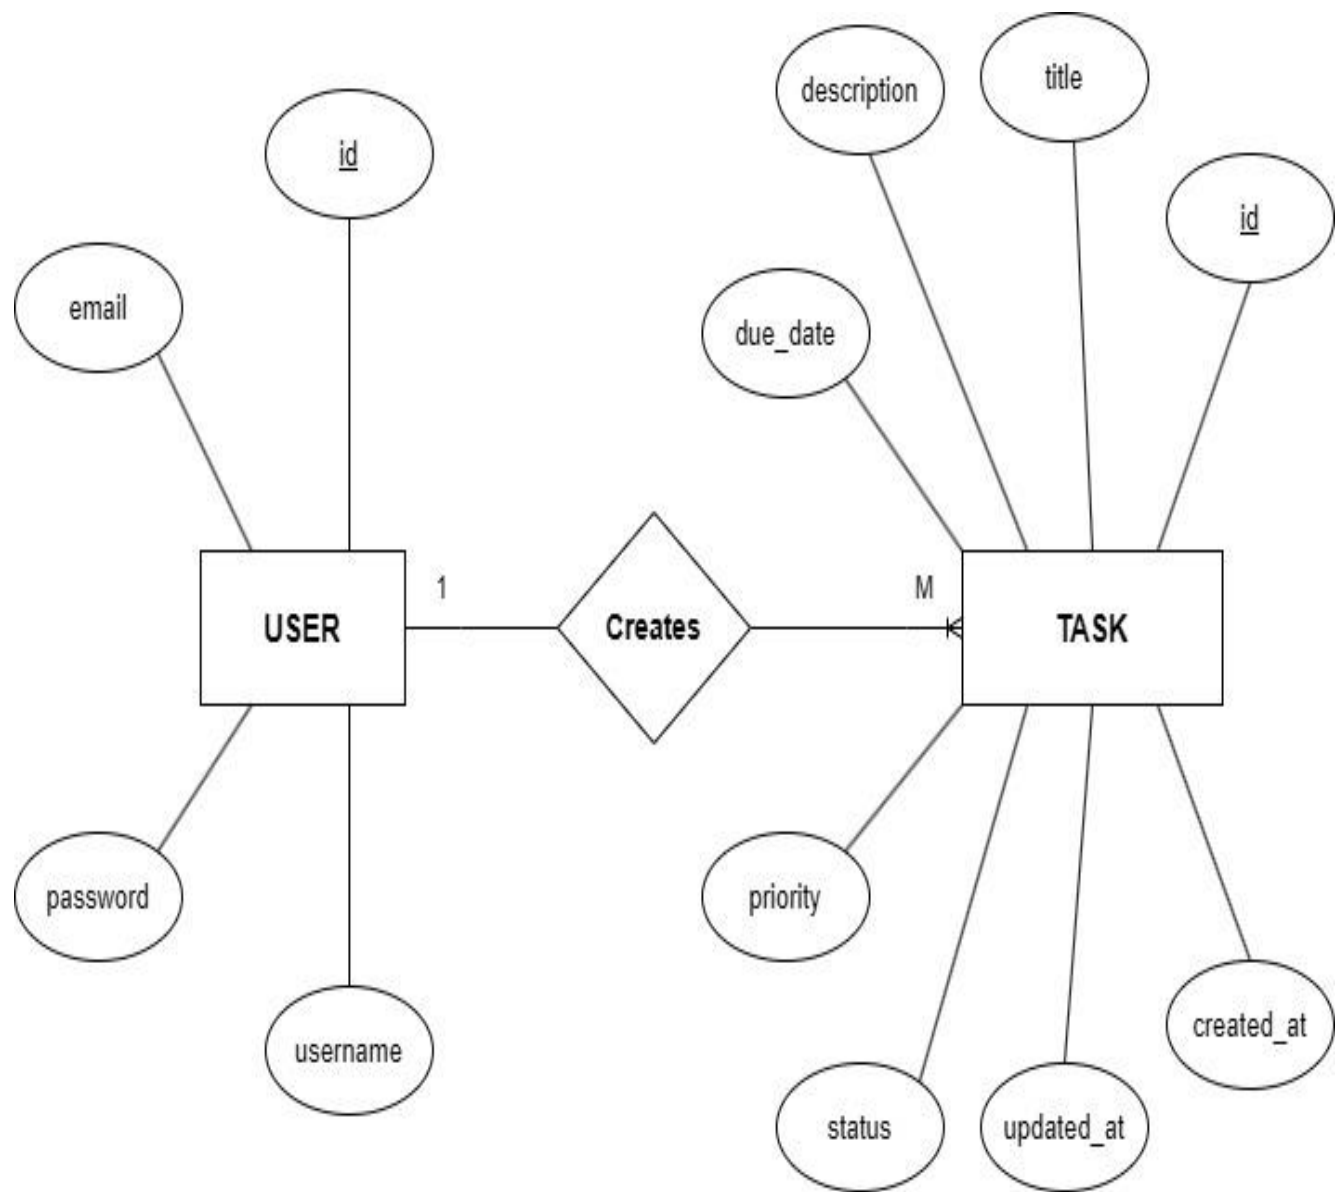 title
description
id
id
email
due_date
1
M
USER
Creates
TASK
password
priority
created_at
username
status
updated_at